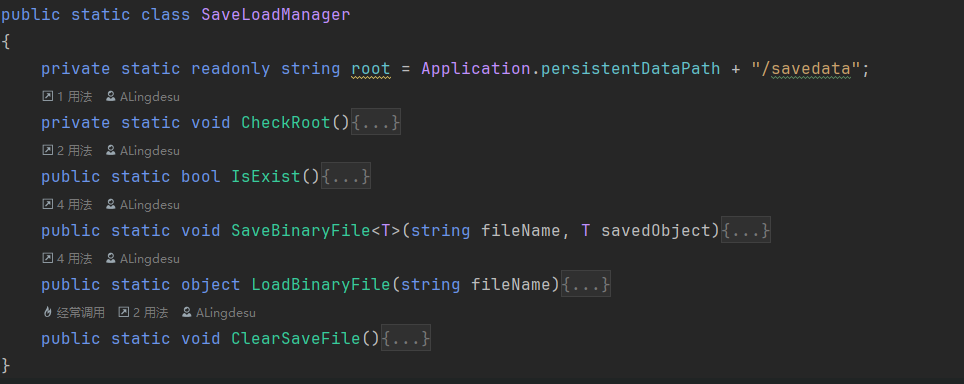 public static class SaveLoadManager
{
private static readonly string root = Application.persistentDataPath + "/savedata";
1 用法 ALingdesu
private static void CheckRoot(){...}
2 用法 ALingdesu
public static bool IsExist(){...}
4 用法 ALingdesu
public static void SaveBinaryFile<T>(string fileName, T savedObject){...}
4 用法 ALingdesu
public static object LoadBinaryFile(string fileName){...}
经常调用 2 用法 ALingdesu
public static void ClearSaveFile(){...}
}